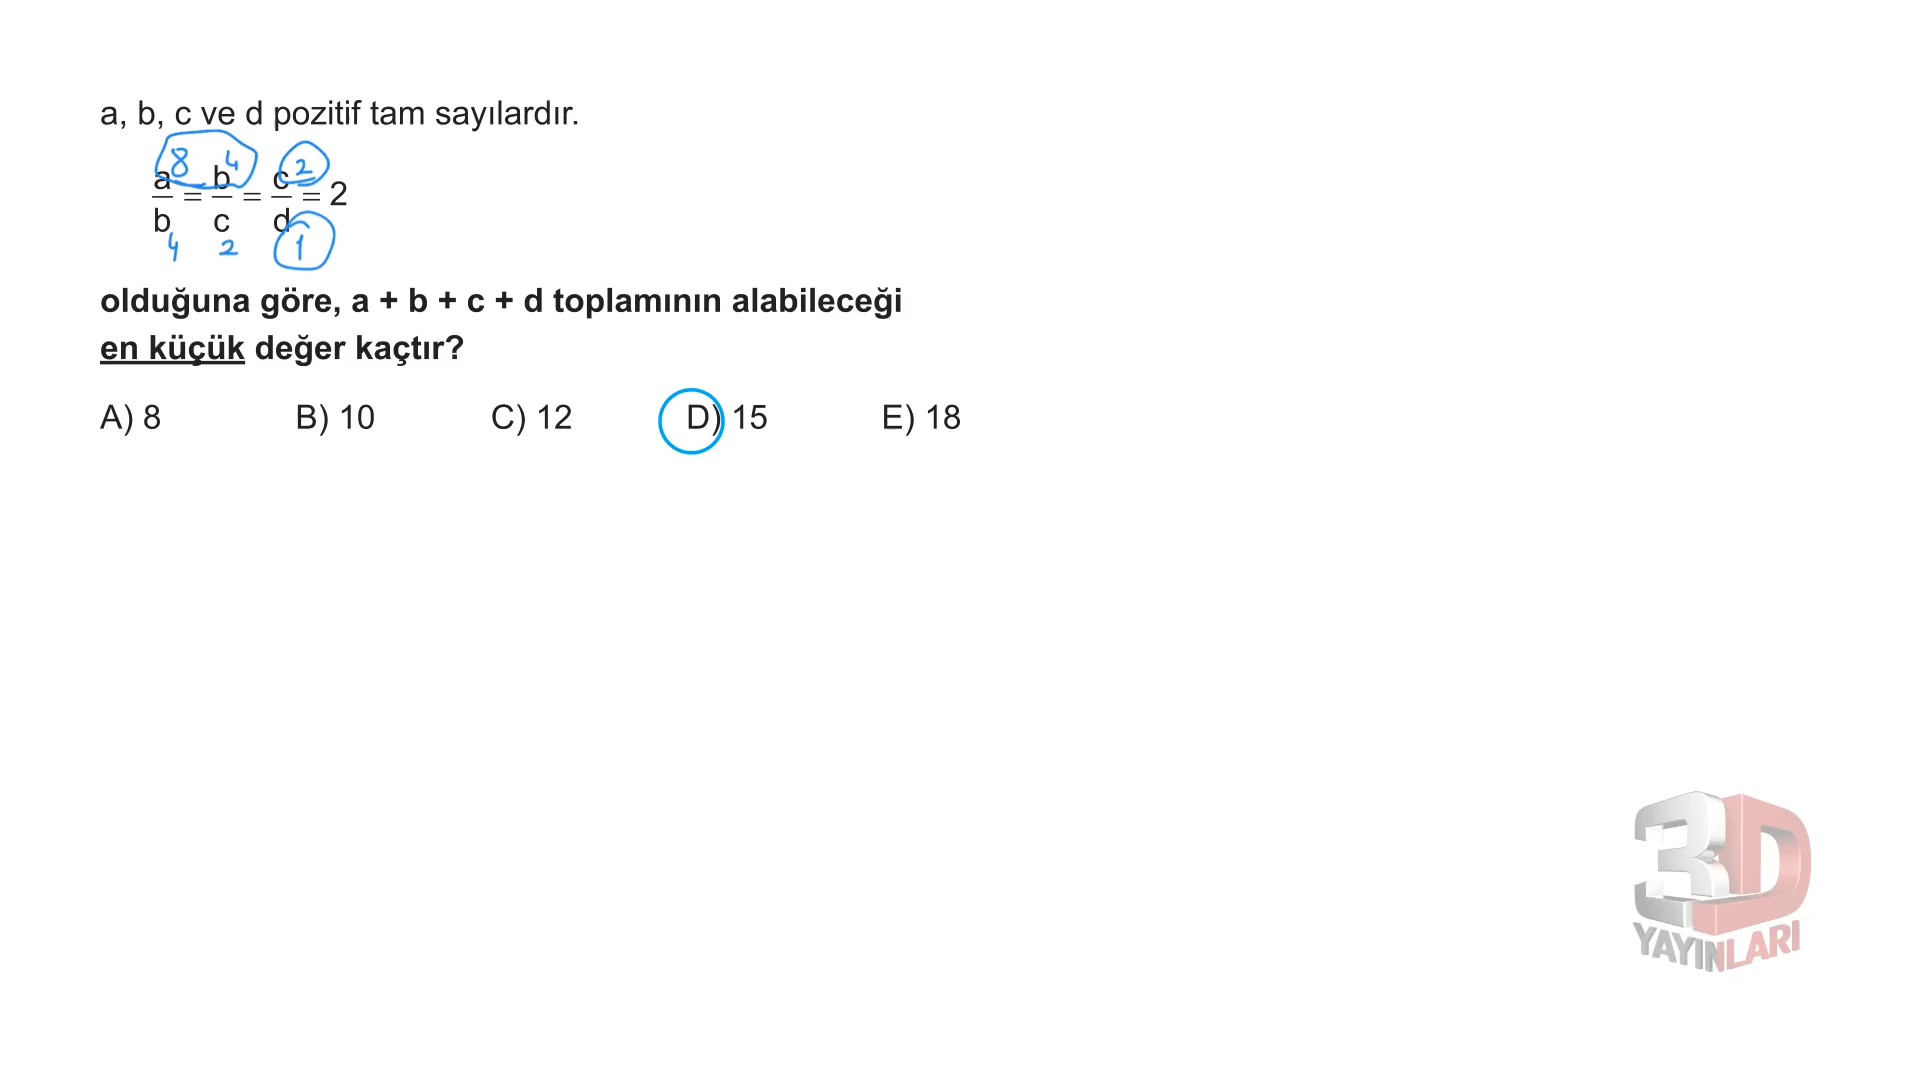 a, b, c ve d pozitif tam sayılardır.
8 4 2
a/b = b/c = c/d = 2
4 2 1
olduğuna göre, a + b + c + d toplamının alabileceği
en küçük değer kaçtır?
A) 8 B) 10 C) 12 D) 15 E) 18
3D
YAYINLARI